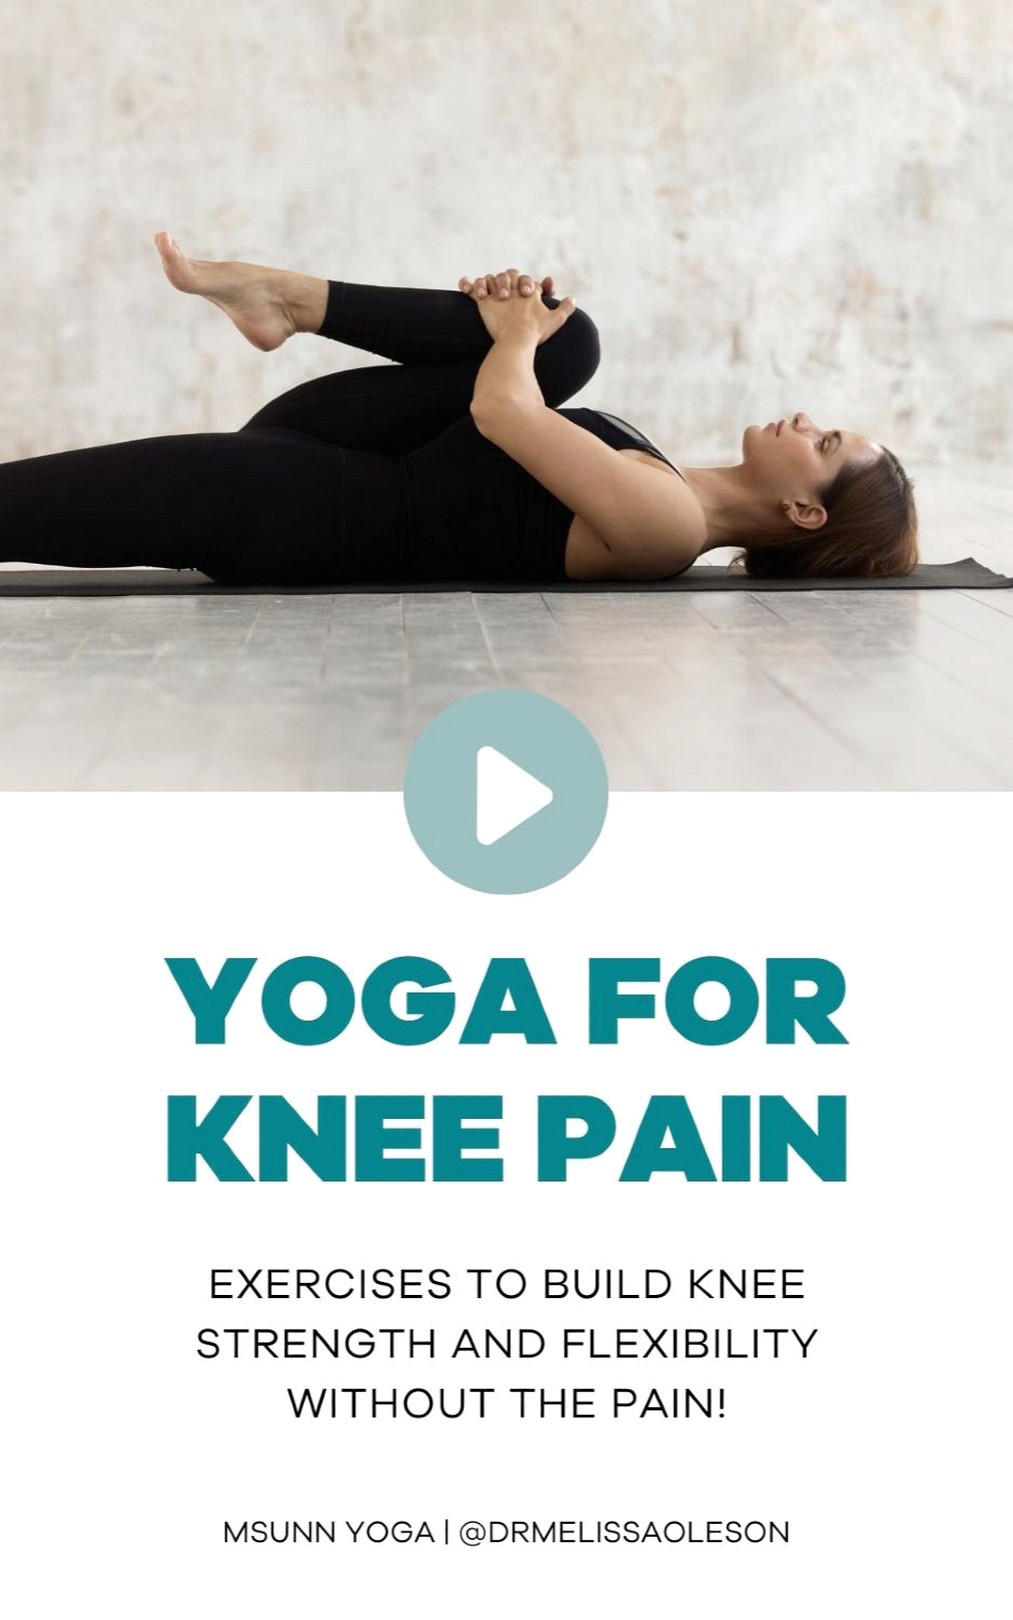 YOGA FOR
KNEE PAIN
EXERCISES TO BUILD KNEE
STRENGTH AND FLEXIBILITY
WITHOUT THE PAIN!
MSUNN YOGA | @DRMELISSAOLESON